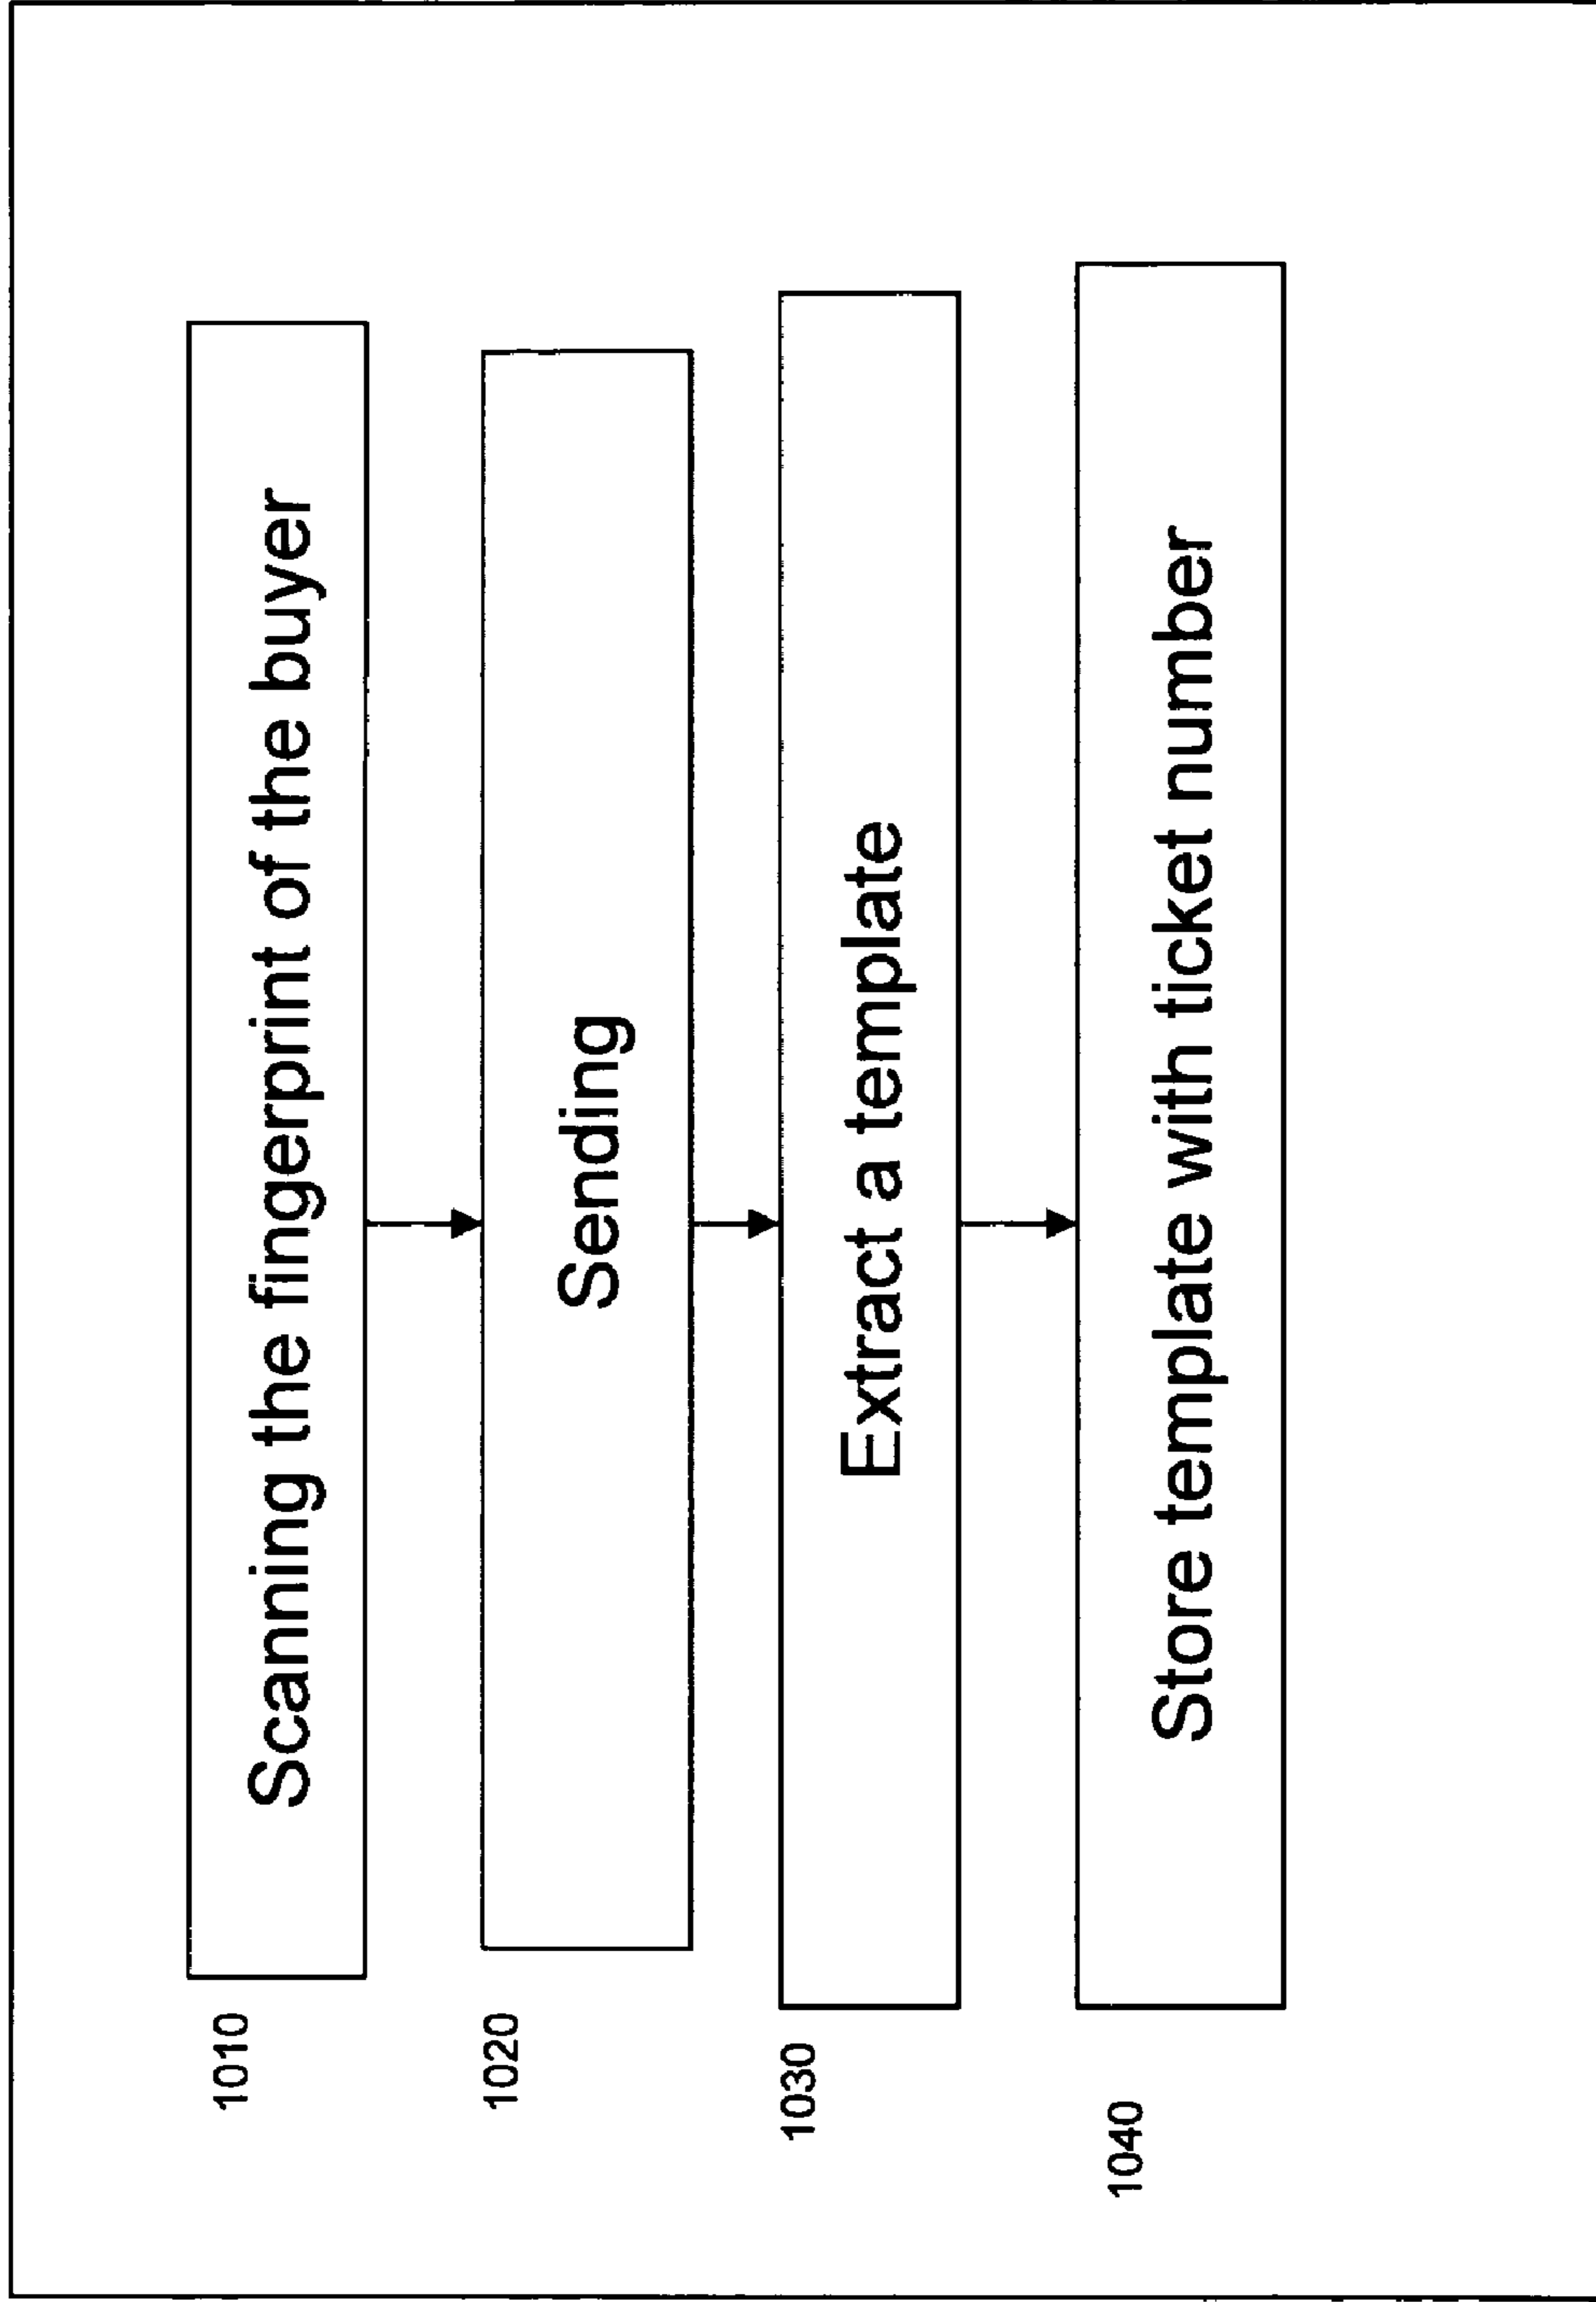 1010
Scanning the fingerprint of the buyer
1020
Sending
1030
Extract a template
1040
Store template with ticket number